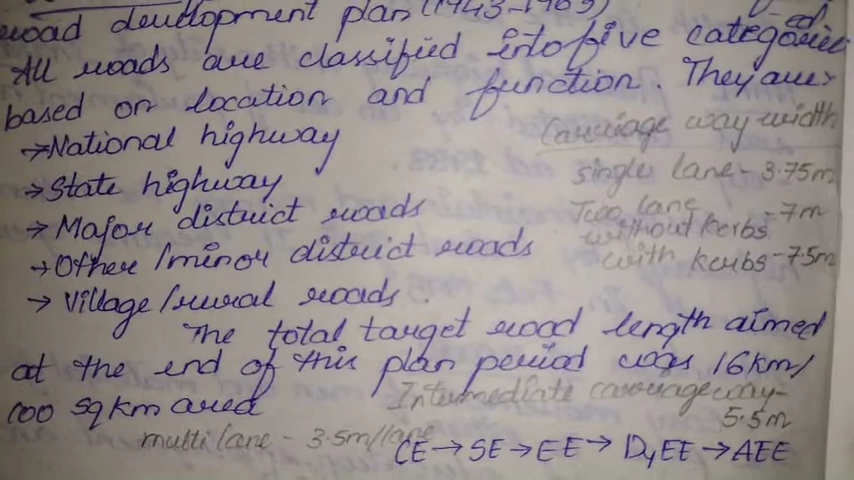 road development plan (1943-1963)
All roads are classified into five categories
based on location and function. They are>
→National highway
Carriage way width
→State highway
single lane - 3.75m
→ Major district roads
Two lane
without kerbs - 7m
→Other/minor district roads
with kerbs - 7.5m
→ Village/rural roads.
The total target road length aimed
at the end of this plan period was 16km/
100 sq km area
Intermediate carriageway-
5.5m
multi lane - 3.5m/lane
CE→SE→EE→DyEE→AEE